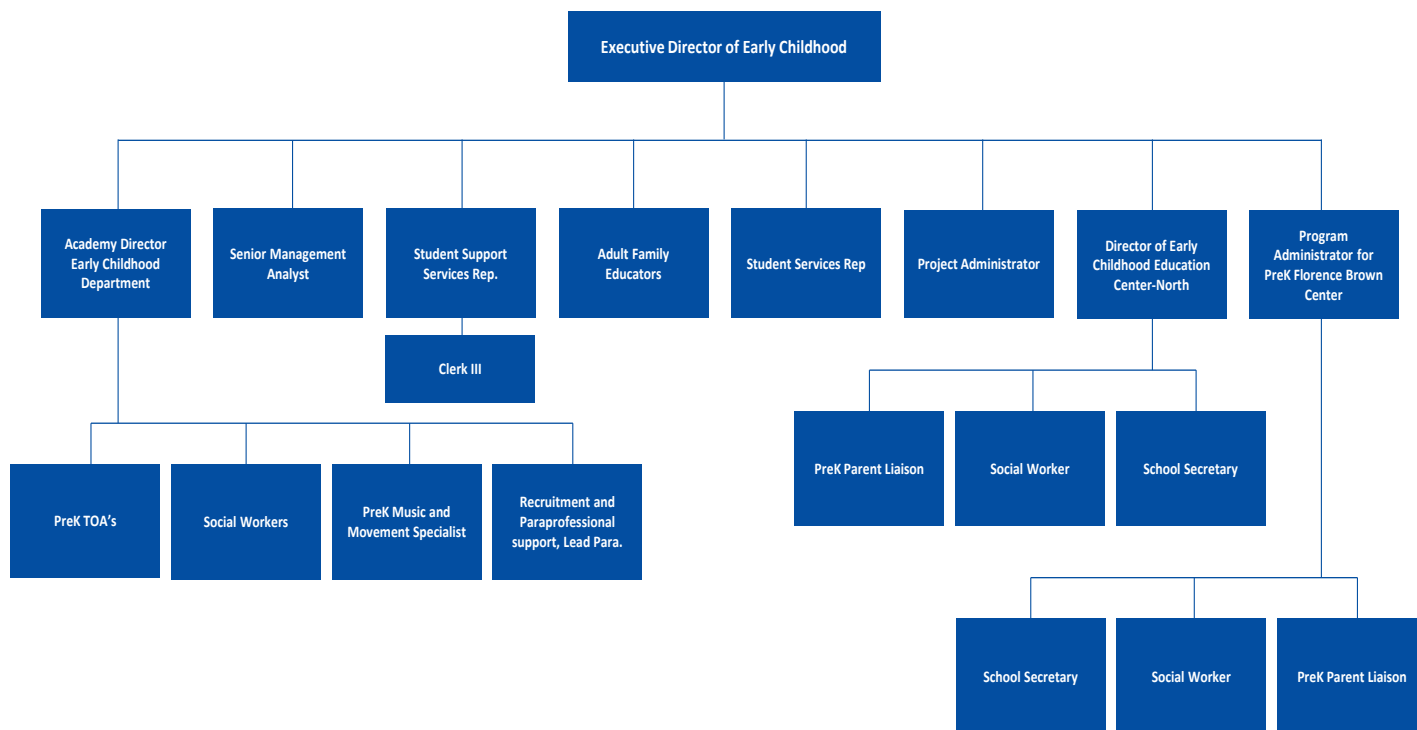 Executive Director of Early Childhood
Academy Director
Early Childhood
Department
Senior Management
Analyst
Student Support
Services Rep.
Adult Family
Educators
Student Services Rep
Project Administrator
Director of Early
Childhood Education
Center-North
Program
Administrator for
PreK Florence Brown
Center
Clerk III
PreK Parent Liaison
Social Worker
School Secretary
PreK TOA’s
Social Workers
PreK Music and
Movement Specialist
Recruitment and
Paraprofessional
support, Lead Para.
School Secretary
Social Worker
PreK Parent Liaison